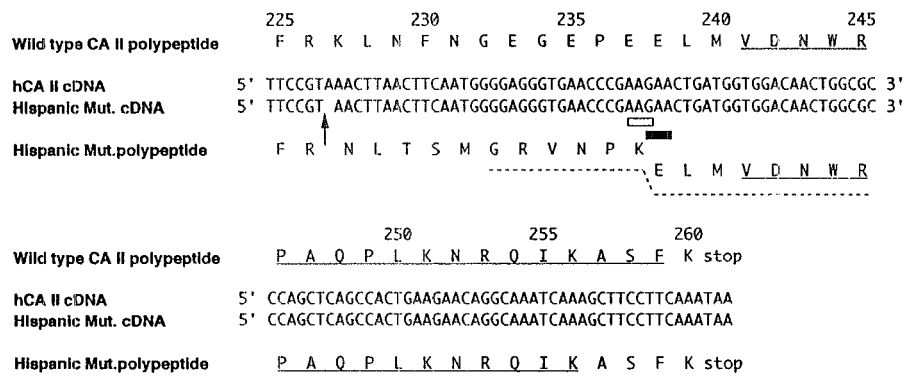 225 230 235 240 245
Wild type CA II polypeptide F R K L N F N G E G E P E E L M V D N W R
hCA II cDNA 5' TTCCGTAAACTTAACTTCAATGGGGAGGGTGAACCCGAAGAACTGATGGTGGACAACTGGCGC 3'
Hispanic Mut. cDNA 5' TTCCGT AACTTAACTTCAATGGGGAGGGTGAACCCGAAGAACTGATGGTGGACAACTGGCGC 3'
Hispanic Mut.polypeptide F R N L T S M G R V N P K
E L M V D N W R
250 255 260
Wild type CA II polypeptide P A Q P L K N R Q I K A S F K stop
hCA II cDNA 5' CCAGCTCAGCCACTGAAGAACAGGCAAATCAAAGCTTCCTTCAAATAA
Hispanic Mut. cDNA 5' CCAGCTCAGCCACTGAAGAACAGGCAAATCAAAGCTTCCTTCAAATAA
Hispanic Mut.polypeptide P A Q P L K N R Q I K A S F K stop